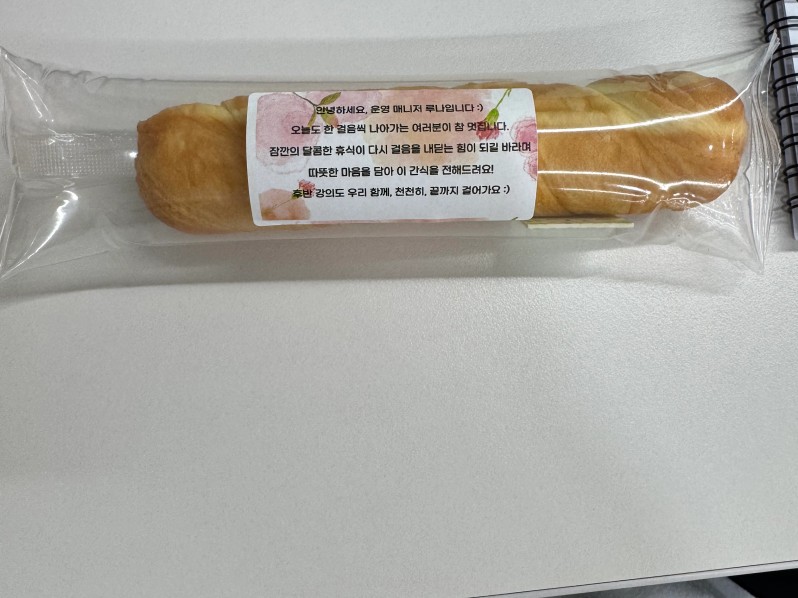 안녕하세요, 운영 매니저 루나입니다 :)
오늘도 한 걸음씩 나아가는 여러분이 참 멋집니다.
잠깐의 달콤한 휴식이 다시 걸음을 내딛는 힘이 되길 바라며
따뜻한 마음을 담아 이 간식을 전해드려요!
후반 강의도 우리 함께, 천천히, 끝까지 걸어가요 :)